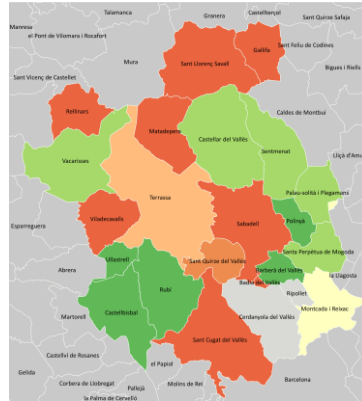 Talamanca
Granera
Castellterçol
Manresa
el Pont de Vilomara i Rocafort
Sant Quirze Safaja
Mura
Gallifa
Sant Feliu de Codines
Sant Llorenç Savall
Bigues i Riells
Sant Vicenç de Castellet
Rellinars
Matadepera
Caldes de Montbui
Castellar del Vallès
Sentmenat
Vacarisses
Lliçà d'Amu
Palau-solità i Plegamans
Terrassa
Viladecavalls
Sabadell
Polinyà
Esparreguera
Santa Perpètua de Mogoda
Ullastrell
Sant Quirze del Vallès
Barberà del Vallès
Abrera
la Llagosta
Badia del Vallès
Rubí
Ripollet
Castellbisbal
Montcada i Reixac
Martorell
Cerdanyola del Vallès
Sant Cugat del Vallès
Castellví de Rosanes
el Papiol
Gelida
Corbera de Llobregat
Pallejà
Molins de Rei
Barcelona
la Palma de Cervelló